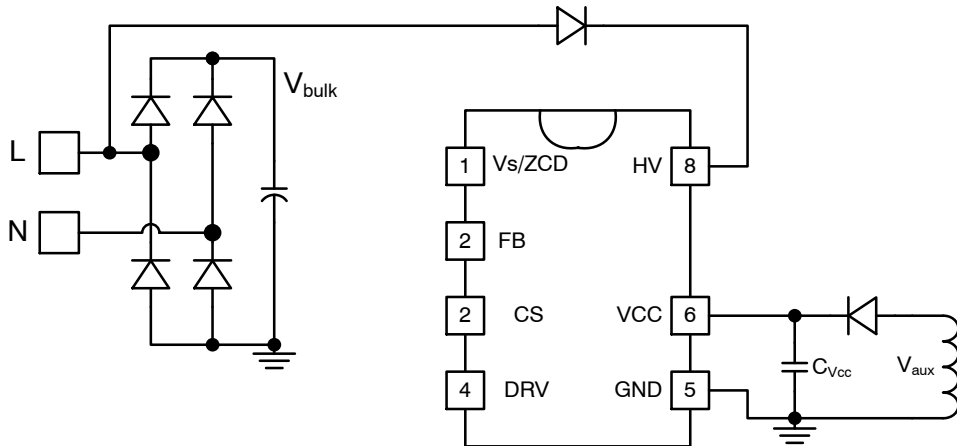 V_bulk
L
N
1 Vs/ZCD HV 8
2 FB
2 CS VCC 6
C_Vcc V_aux
4 DRV GND 5